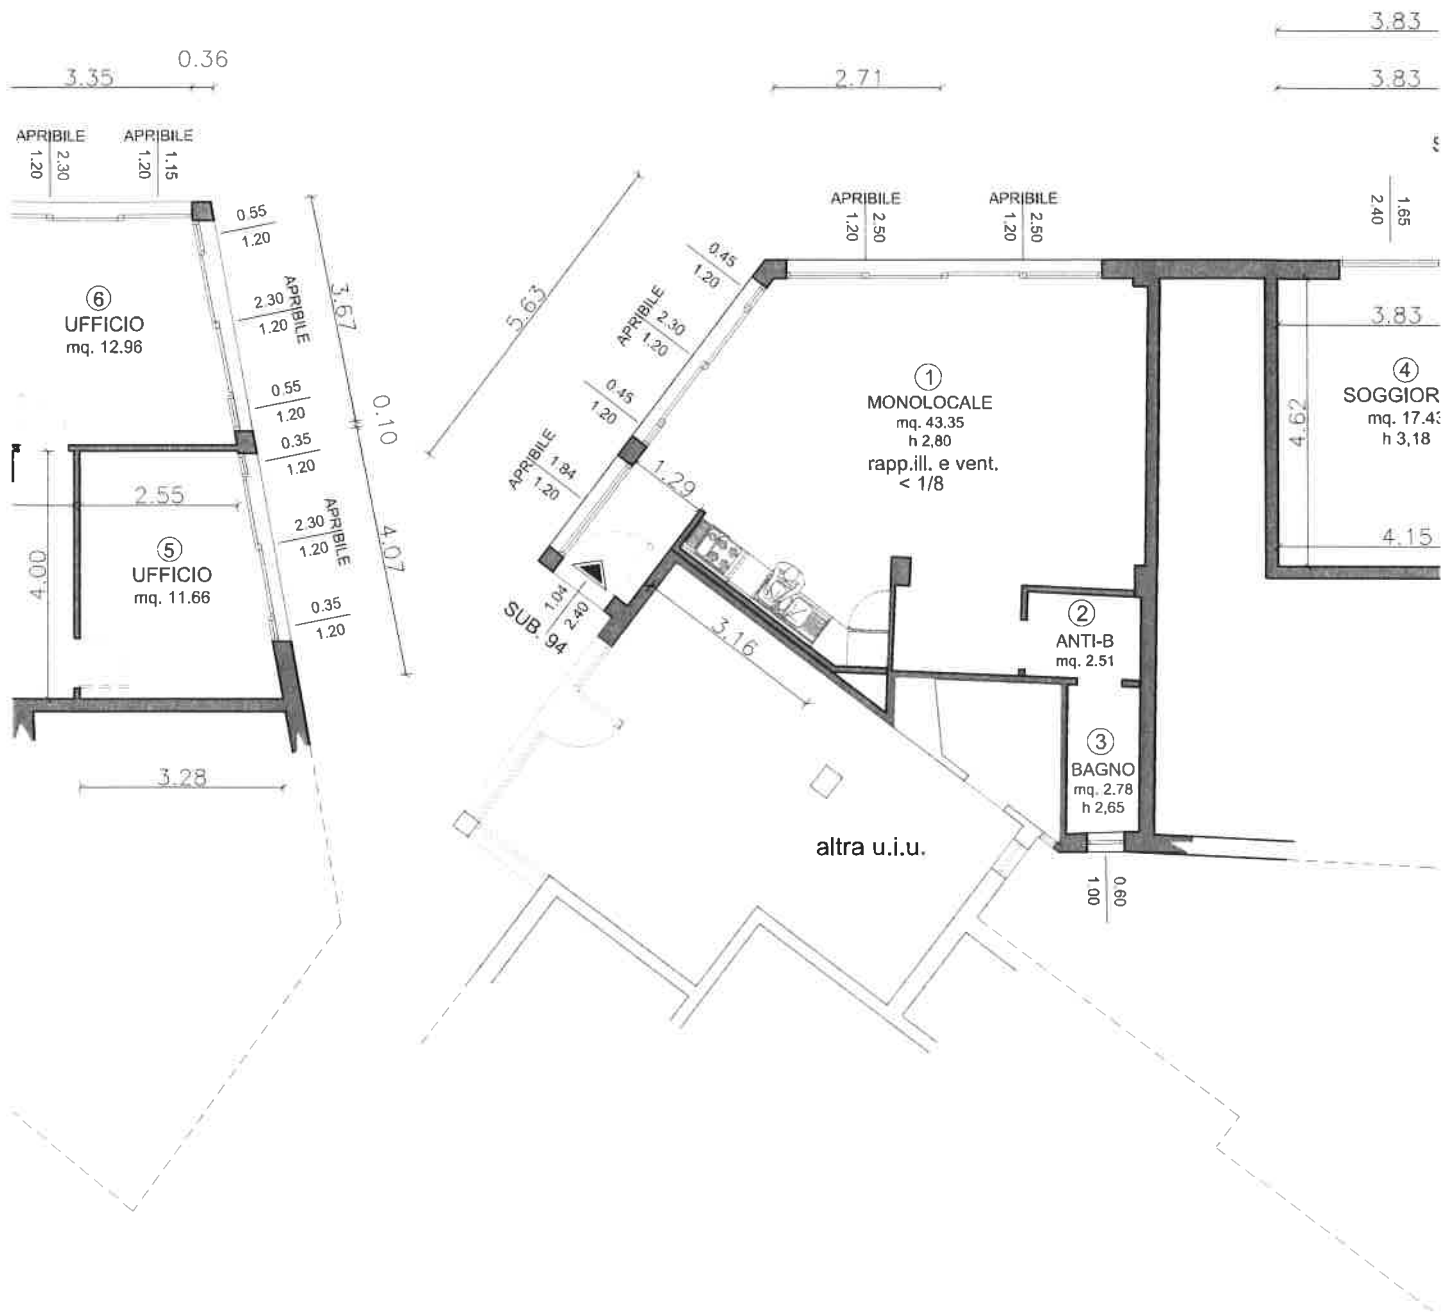 3.83
0.36
3.35
2.71
3.83
APRIBILE
1.20
2.30
APRIBILE
1.20
1.15
0.55
1.20
APRIBILE
2.30
1.20
3.67
0.55
1.20
0.10
0.35
1.20
APRIBILE
2.30
1.20
4.07
0.35
1.20
6
UFFICIO
mq. 12.96
2.55
4.00
5
UFFICIO
mq. 11.66
3.28
5.63
0.45
1.20
APRIBILE
2.30
1.20
0.45
1.20
APRIBILE
1.84
1.20
APRIBILE
1.20
2.50
APRIBILE
1.20
2.50
1
MONOLOCALE
mq. 43.35
h 2,80
rapp.ill. e vent.
< 1/8
1.29
1.04
2.40
SUB. 94
3.16
2
ANTI-B
mq. 2.51
3
BAGNO
mq. 2.78
h 2,65
0.60
1.00
altra u.i.u.
1.65
2.40
3.83
4
SOGGIOR
mq. 17.43
h 3,18
4.62
4.15